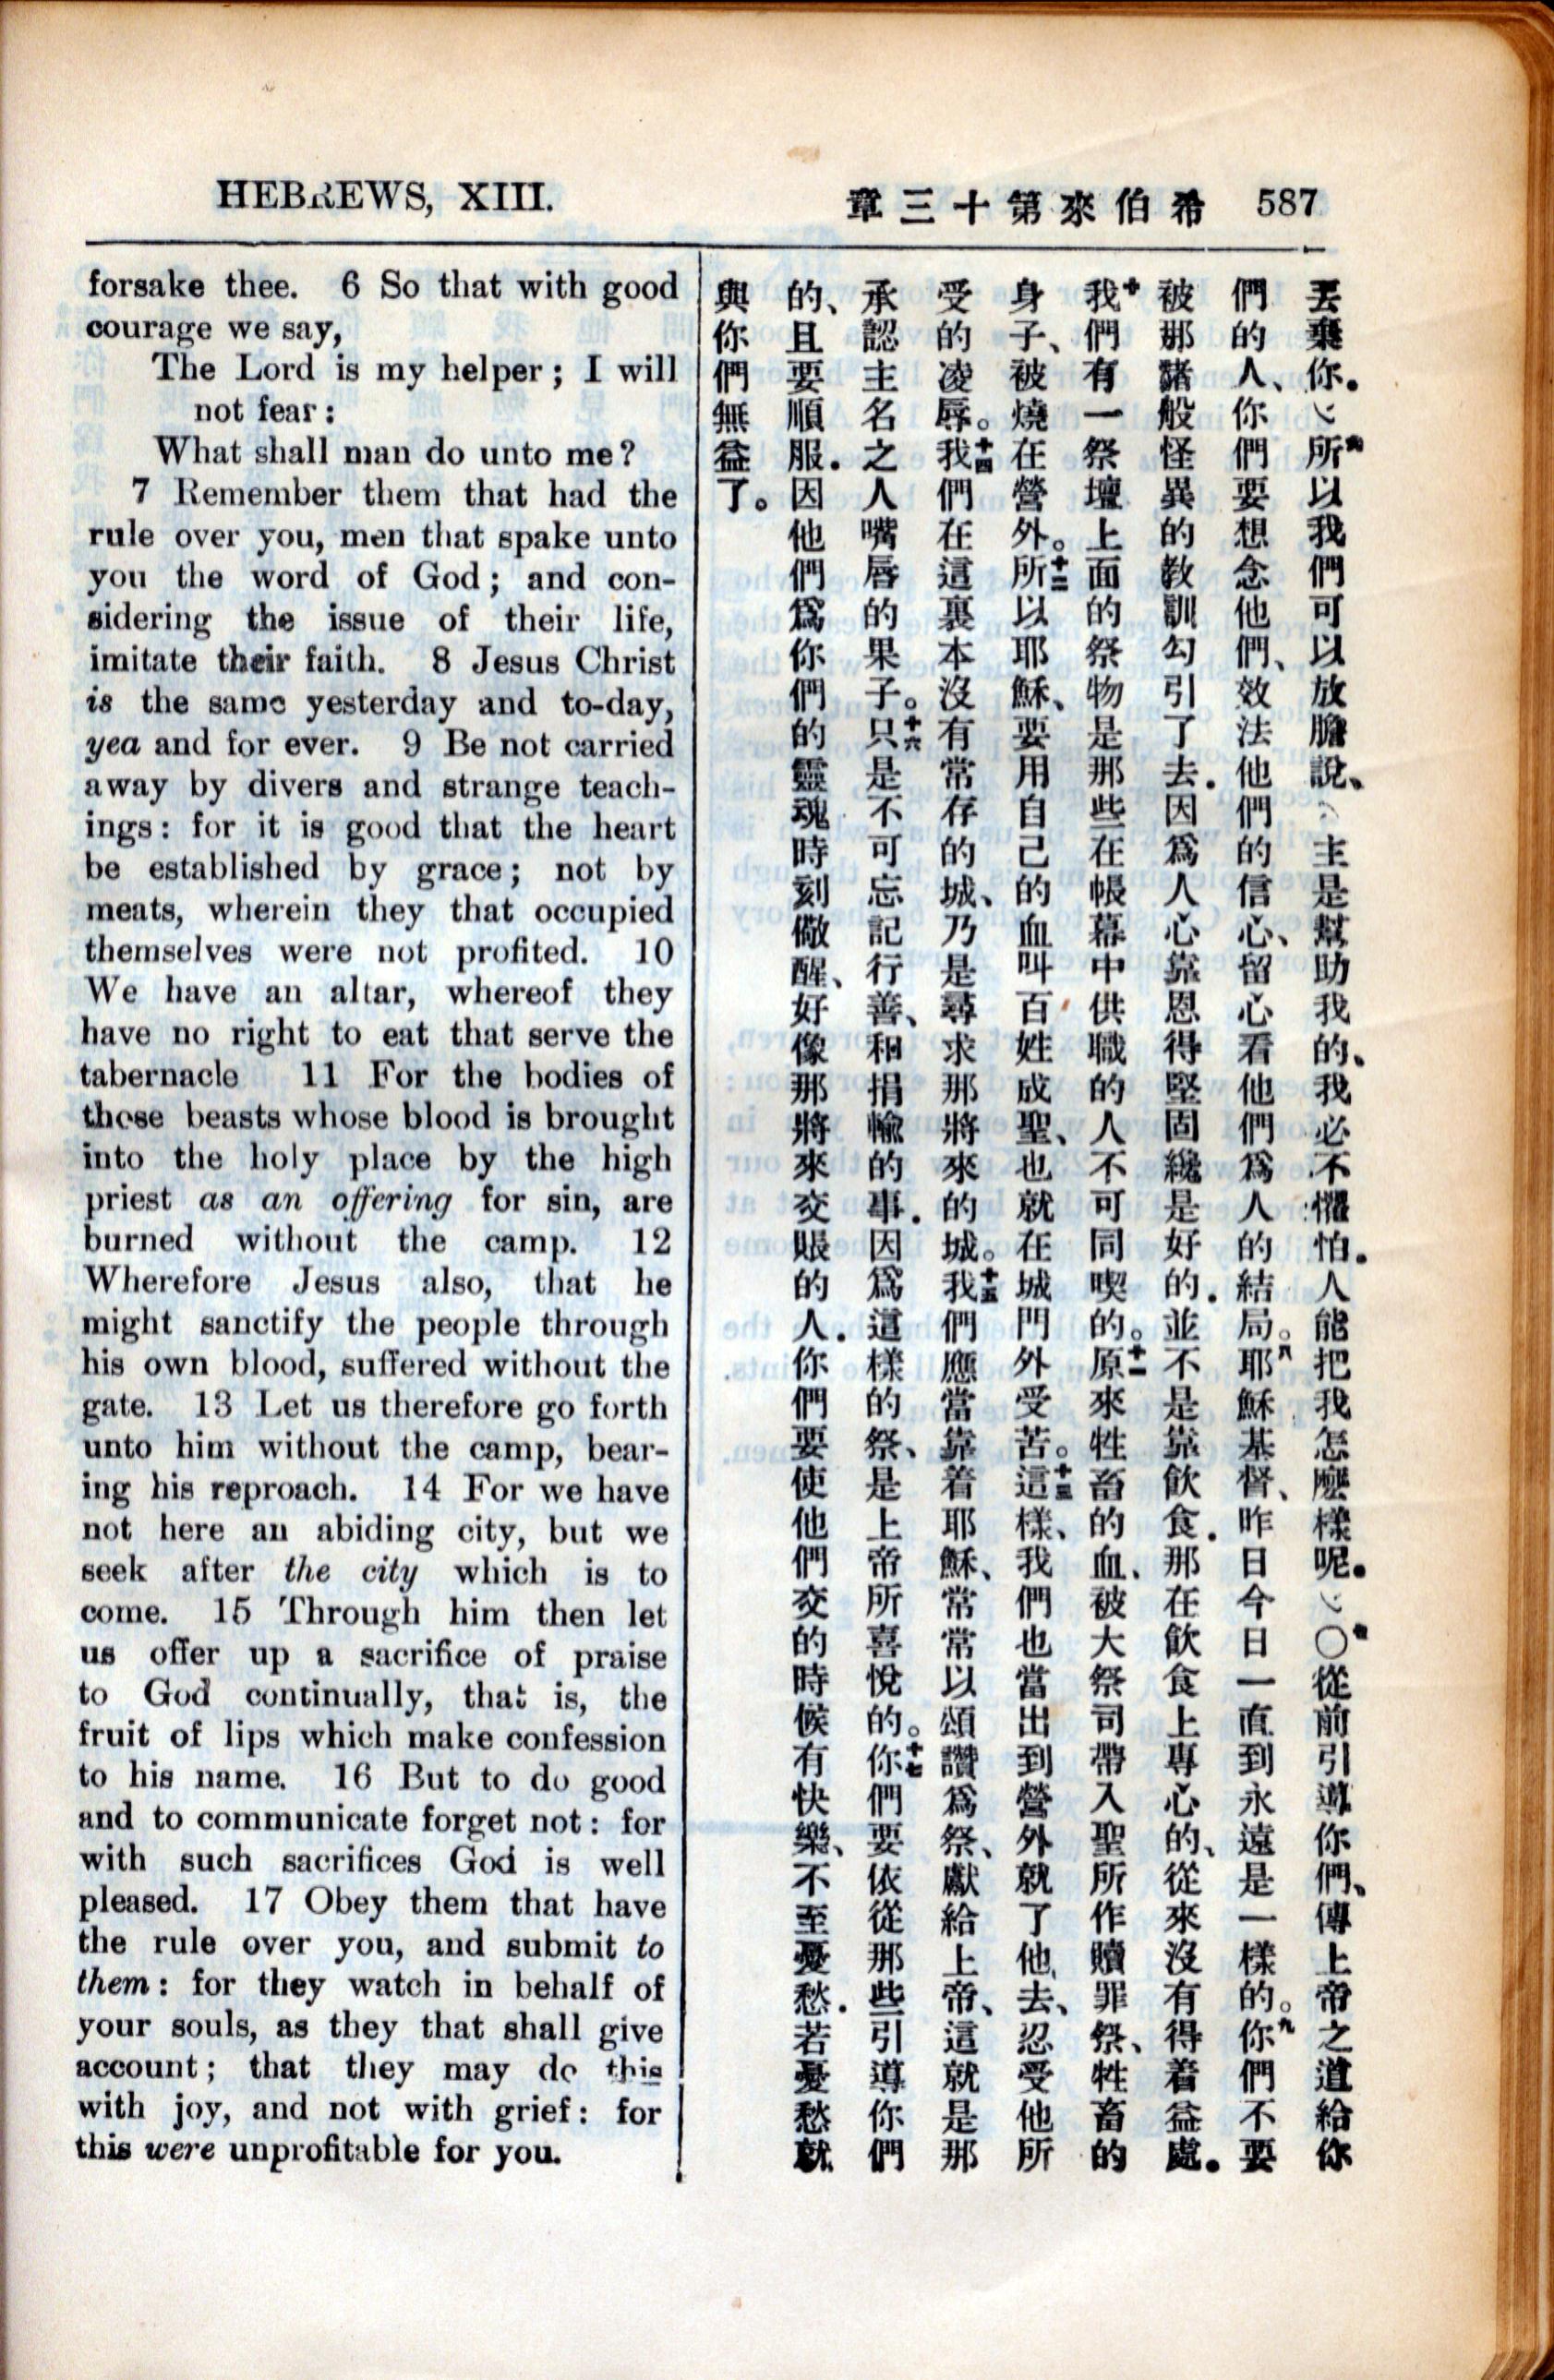 HEBREWS, XIII.
希伯來第十三章 587
forsake thee. 6 So that with good
courage we say,
The Lord is my helper; I will
not fear:
What shall man do unto me?
7 Remember them that had the
rule over you, men that spake unto
you the word of God; and con-
sidering the issue of their life,
imitate their faith. 8 Jesus Christ
is the same yesterday and to-day,
yea and for ever. 9 Be not carried
away by divers and strange teach-
ings: for it is good that the heart
be established by grace; not by
meats, wherein they that occupied
themselves were not profited. 10
We have an altar, whereof they
have no right to eat that serve the
tabernacle 11 For the bodies of
those beasts whose blood is brought
into the holy place by the high
priest as an offering for sin, are
burned without the camp. 12
Wherefore Jesus also, that he
might sanctify the people through
his own blood, suffered without the
gate. 13 Let us therefore go forth
unto him without the camp, bear-
ing his reproach. 14 For we have
not here an abiding city, but we
seek after the city which is to
come. 15 Through him then let
us offer up a sacrifice of praise
to God continually, that is, the
fruit of lips which make confession
to his name. 16 But to do good
and to communicate forget not: for
with such sacrifices God is well
pleased. 17 Obey them that have
the rule over you, and submit to
them: for they watch in behalf of
your souls, as they that shall give
account; that they may do this
with joy, and not with grief: for
this were unprofitable for you.
丟棄你.﹀六所以我們可以放膽說、︿主是幫助我的、我必不懼怕.人能把我怎麼樣呢.﹀七〇從前引導你們、傳上帝之道給你
們的人、你們要想念他們、效法他們的信心、留心看他們爲人的結局。八耶穌基督、昨日今日一直到永遠是一樣的。九你們不要
被那諸般怪異的教訓勾引了去.因爲人心靠恩得堅固纔是好的.並不是靠飲食.那在飲食上專心的、從來沒有得着益處。
十我們有一祭壇上面的祭物是那些在帳幕中供職的人不可同喫的。十一原來牲畜的血、被大祭司帶入聖所作贖罪祭、牲畜的
身子、被燒在營外。十二所以耶穌、要用自己的血叫百姓成聖、也就在城門外受苦。十三這樣、我們也當出到營外就了他去、忍受他所
受的凌辱。十四我們在這裏本沒有常存的城、乃是尋求那將來的城。十五我們應當靠着耶穌、常常以頌讚爲祭、獻給上帝、這就是那
承認主名之人嘴唇的果子。十六只是不可忘記行善、和捐輸的事.因爲這樣的祭、是上帝所喜悅的。十七你們要依從那些引導你們
的、且要順服.因他們爲你們的靈魂時刻儆醒、好像那將來交賬的人.你們要使他們交的時候有快樂、不至憂愁.若憂愁就
與你們無益了。